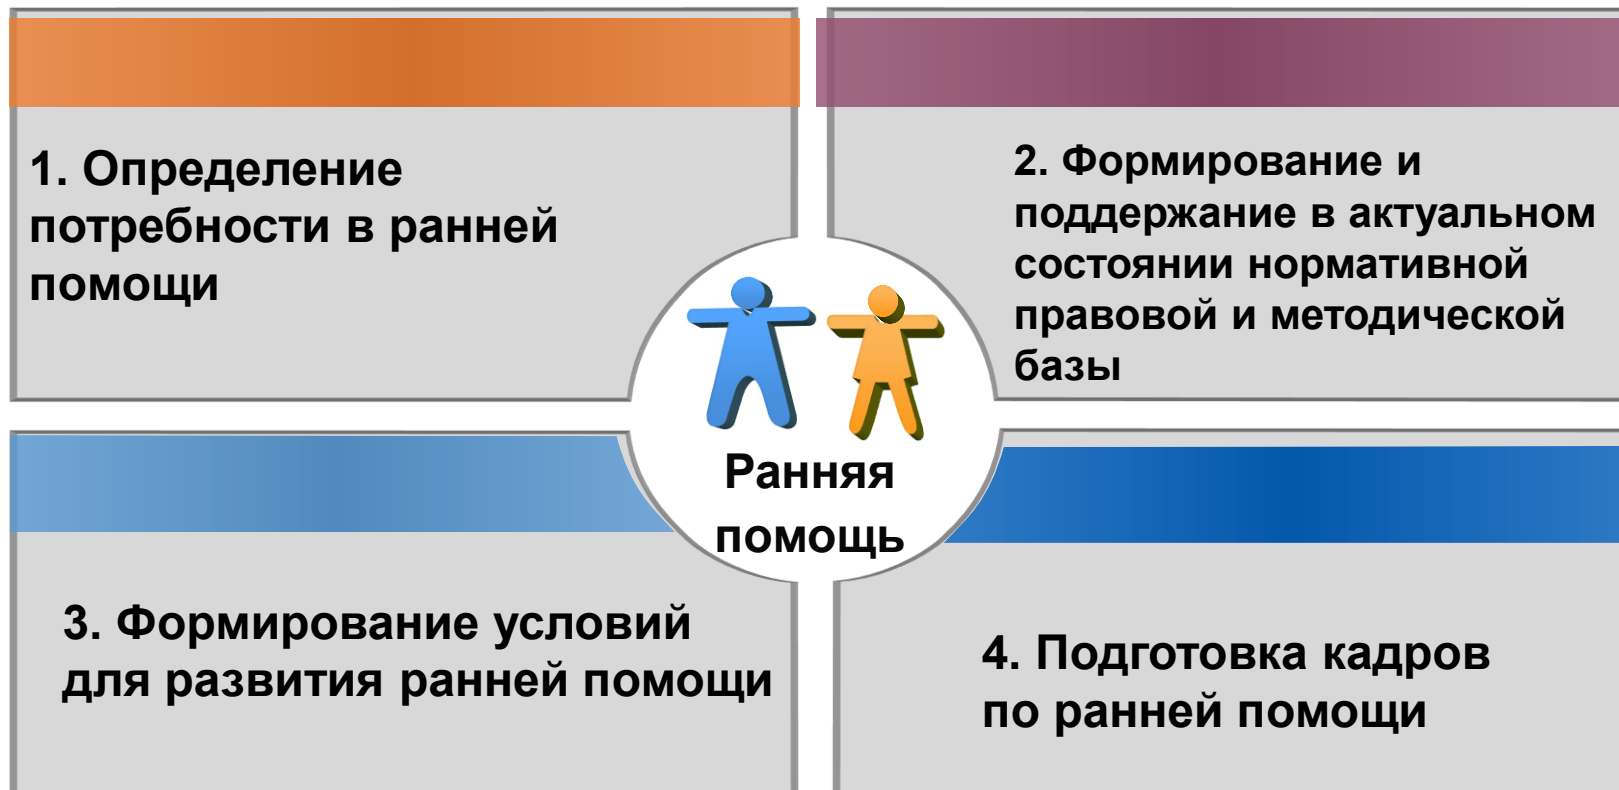 1. Определение
потребности в ранней
помощи
2. Формирование и
поддержание в актуальном
состоянии нормативной
правовой и методической
базы
Ранняя
помощь
3. Формирование условий
для развития ранней помощи
4. Подготовка кадров
по ранней помощи